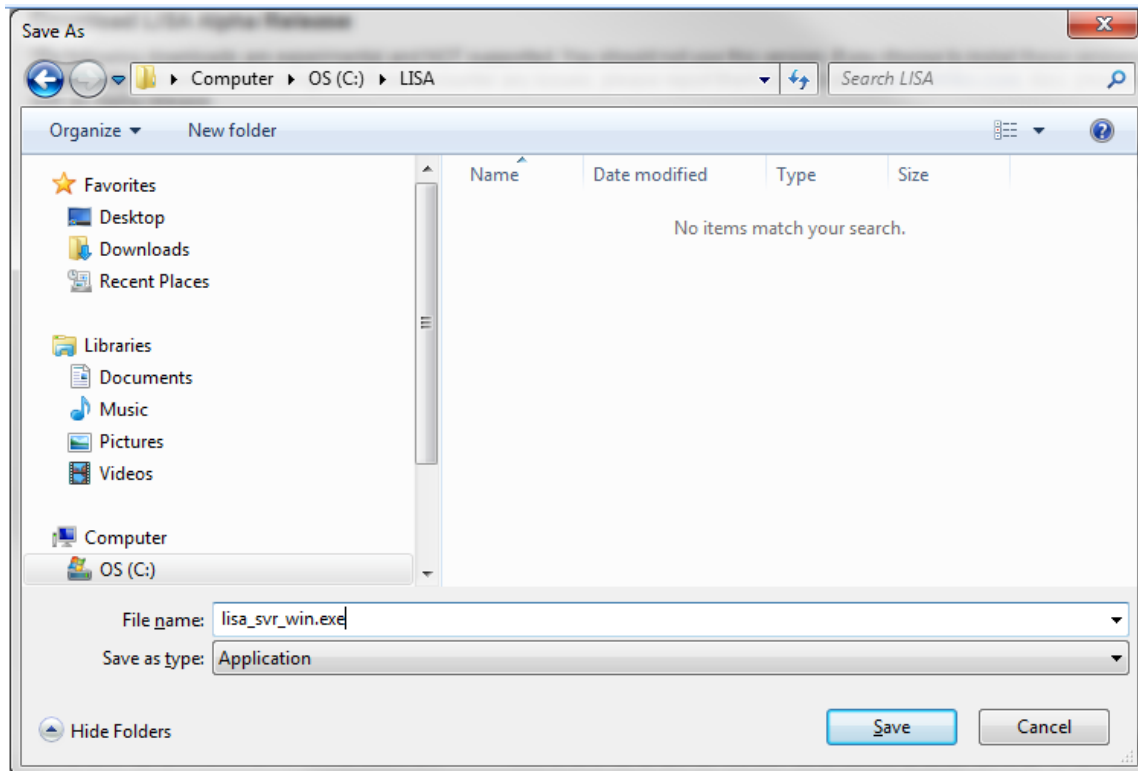 Save As
Computer ▸ OS (C:) ▸ LISA
Search LISA
Organize ▾ New folder
Name Date modified Type Size
No items match your search.
Favorites
Desktop
Downloads
Recent Places
Libraries
Documents
Music
Pictures
Videos
Computer
OS (C:)
File name: lisa_svr_win.exe
Save as type: Application
Hide Folders
Save Cancel